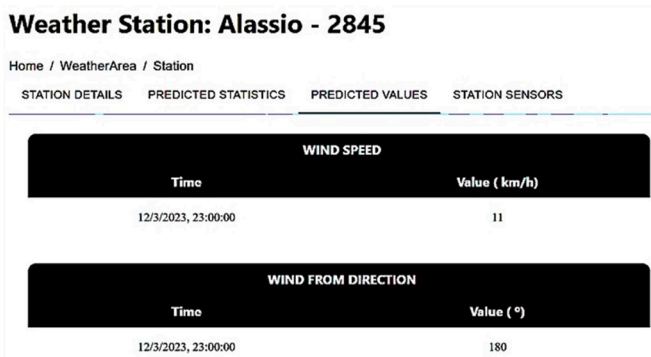 Weather Station: Alassio - 2845
Home / WeatherArea / Station
STATION DETAILS PREDICTED STATISTICS PREDICTED VALUES STATION SENSORS
WIND SPEED
Time Value ( km/h)
12/3/2023, 23:00:00 11
WIND FROM DIRECTION
Time Value ( º)
12/3/2023, 23:00:00 180